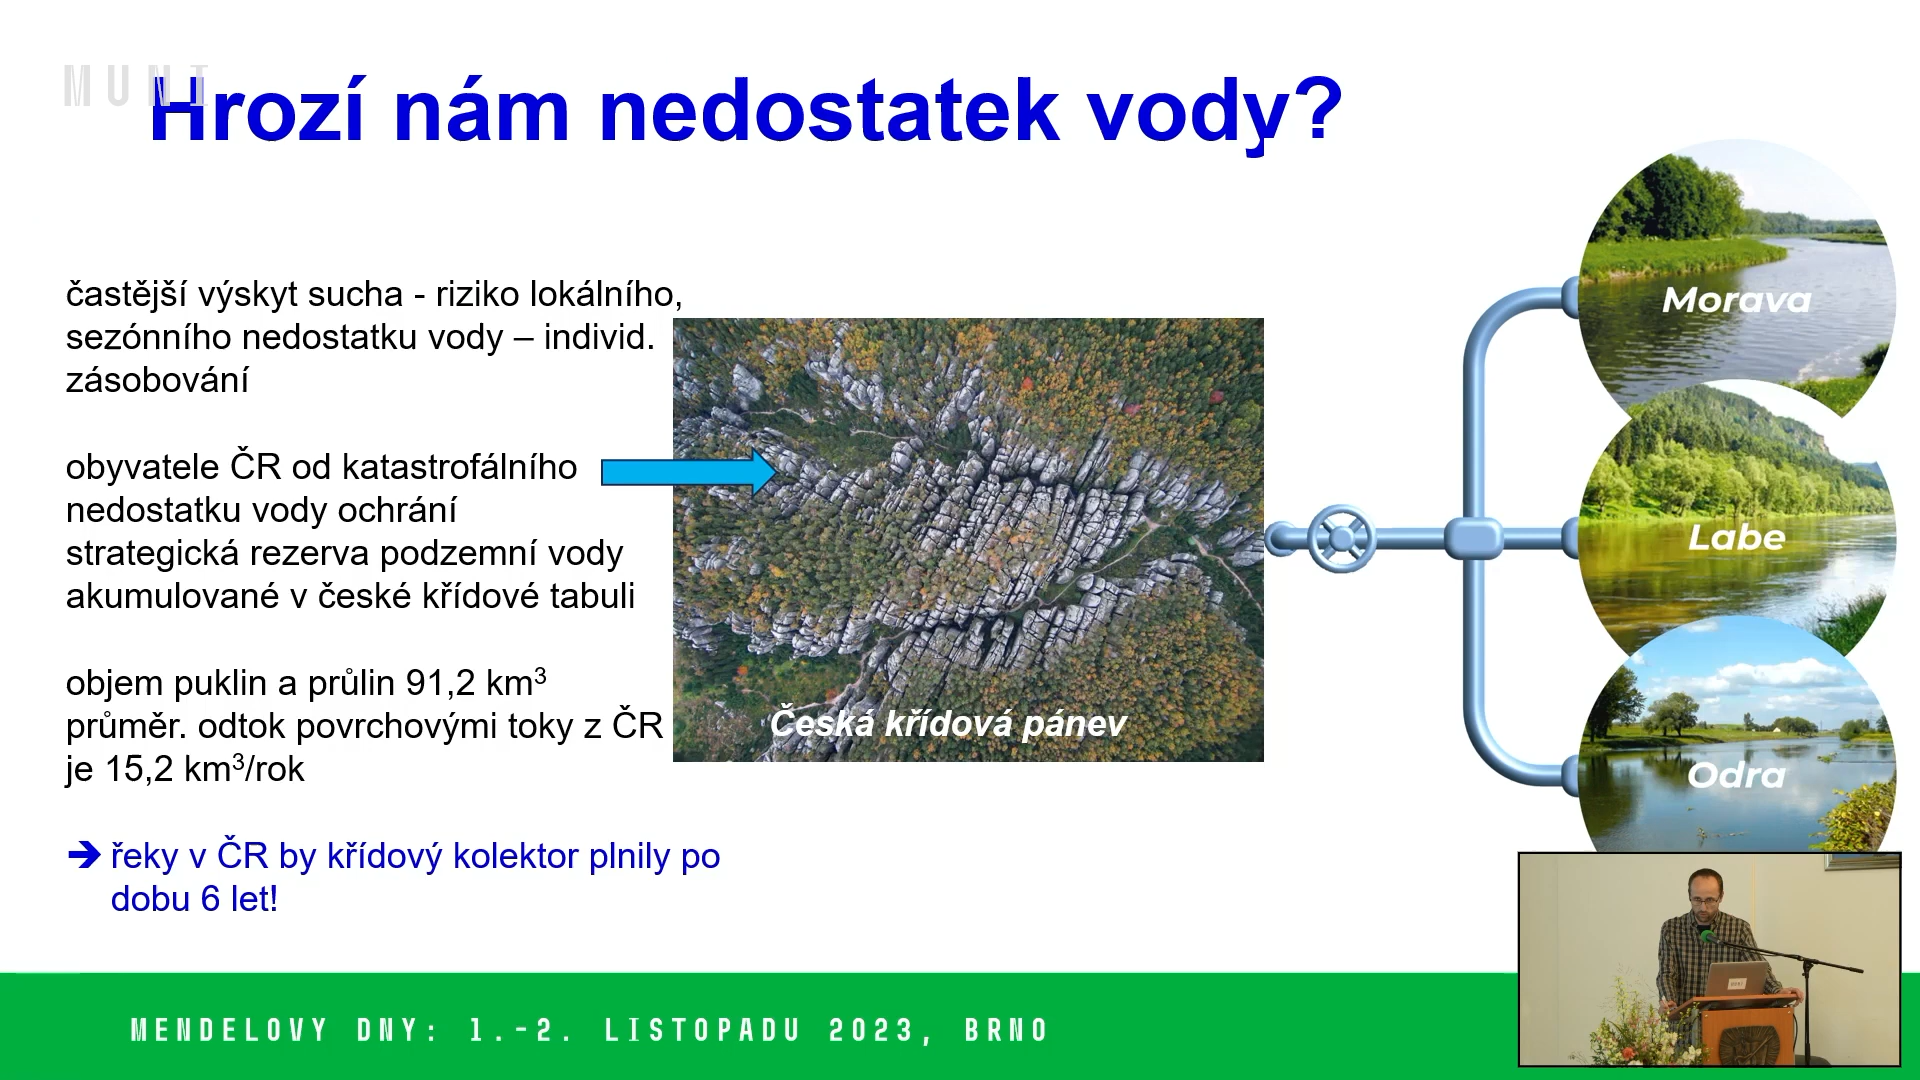 MUNI
Hrozí nám nedostatek vody?
častější výskyt sucha - riziko lokálního,
sezónního nedostatku vody – individ.
zásobování
obyvatele ČR od katastrofálního
nedostatku vody ochrání
strategická rezerva podzemní vody
akumulované v české křídové tabuli
objem puklin a průlin 91,2 km³
průměr. odtok povrchovými toky z ČR
je 15,2 km³/rok
➔ řeky v ČR by křídový kolektor plnily po
dobu 6 let!
Česká křídová pánev
Morava
Labe
Odra
MENDELOVY DNY: 1.-2. LISTOPADU 2023, BRNO